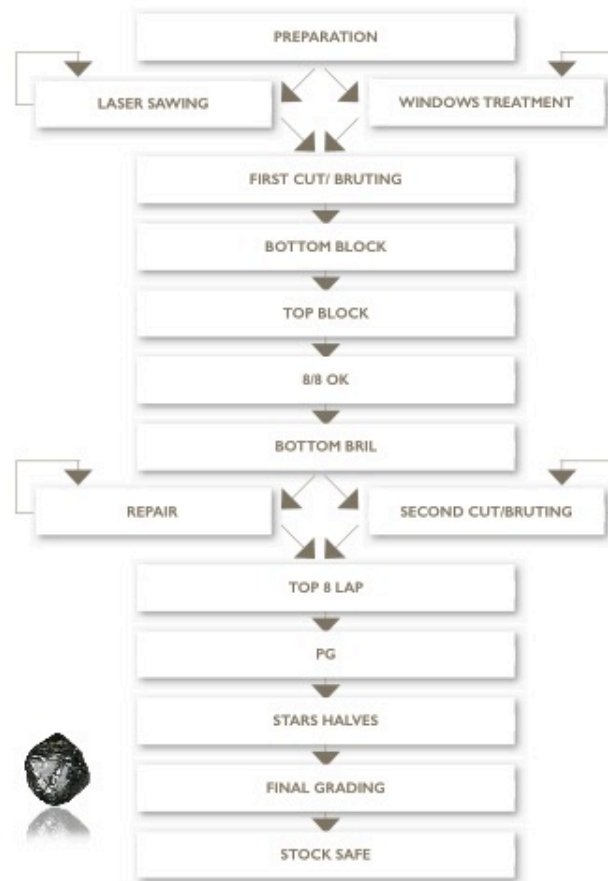 PREPARATION
LASER SAWING
WINDOWS TREATMENT
FIRST CUT/ BRUTING
BOTTOM BLOCK
TOP BLOCK
8/8 OK
BOTTOM BRIL
REPAIR
SECOND CUT/BRUTING
TOP 8 LAP
PG
STARS HALVES
FINAL GRADING
STOCK SAFE